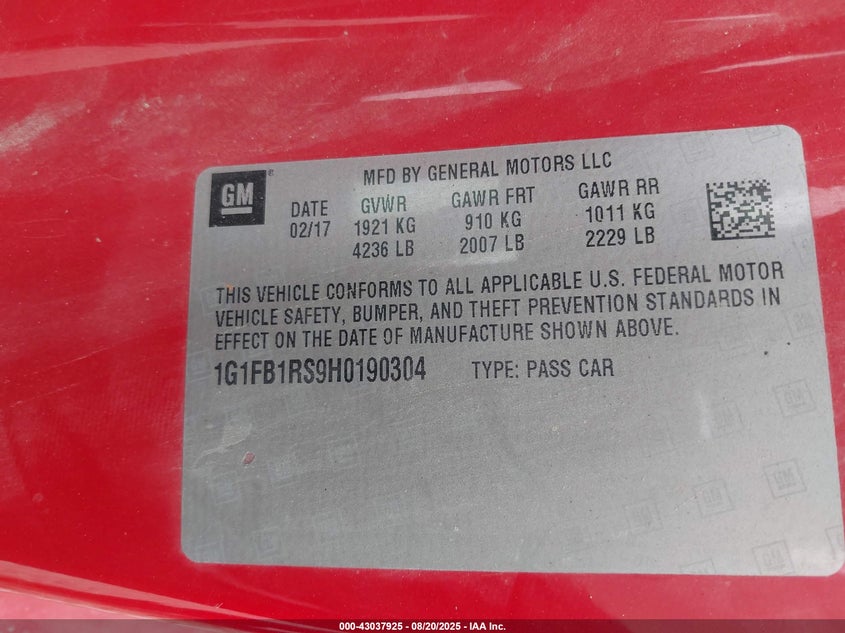 GM
MFD BY GENERAL MOTORS LLC
DATE GVWR GAWR FRT GAWR RR
02/17 1921 KG 910 KG 1011 KG
4236 LB 2007 LB 2229 LB
THIS VEHICLE CONFORMS TO ALL APPLICABLE U.S. FEDERAL MOTOR
VEHICLE SAFETY, BUMPER, AND THEFT PREVENTION STANDARDS IN
EFFECT ON THE DATE OF MANUFACTURE SHOWN ABOVE.
1G1FB1RS9H0190304 TYPE: PASS CAR
000-43037925 - 08/20/2025 - IAA Inc.